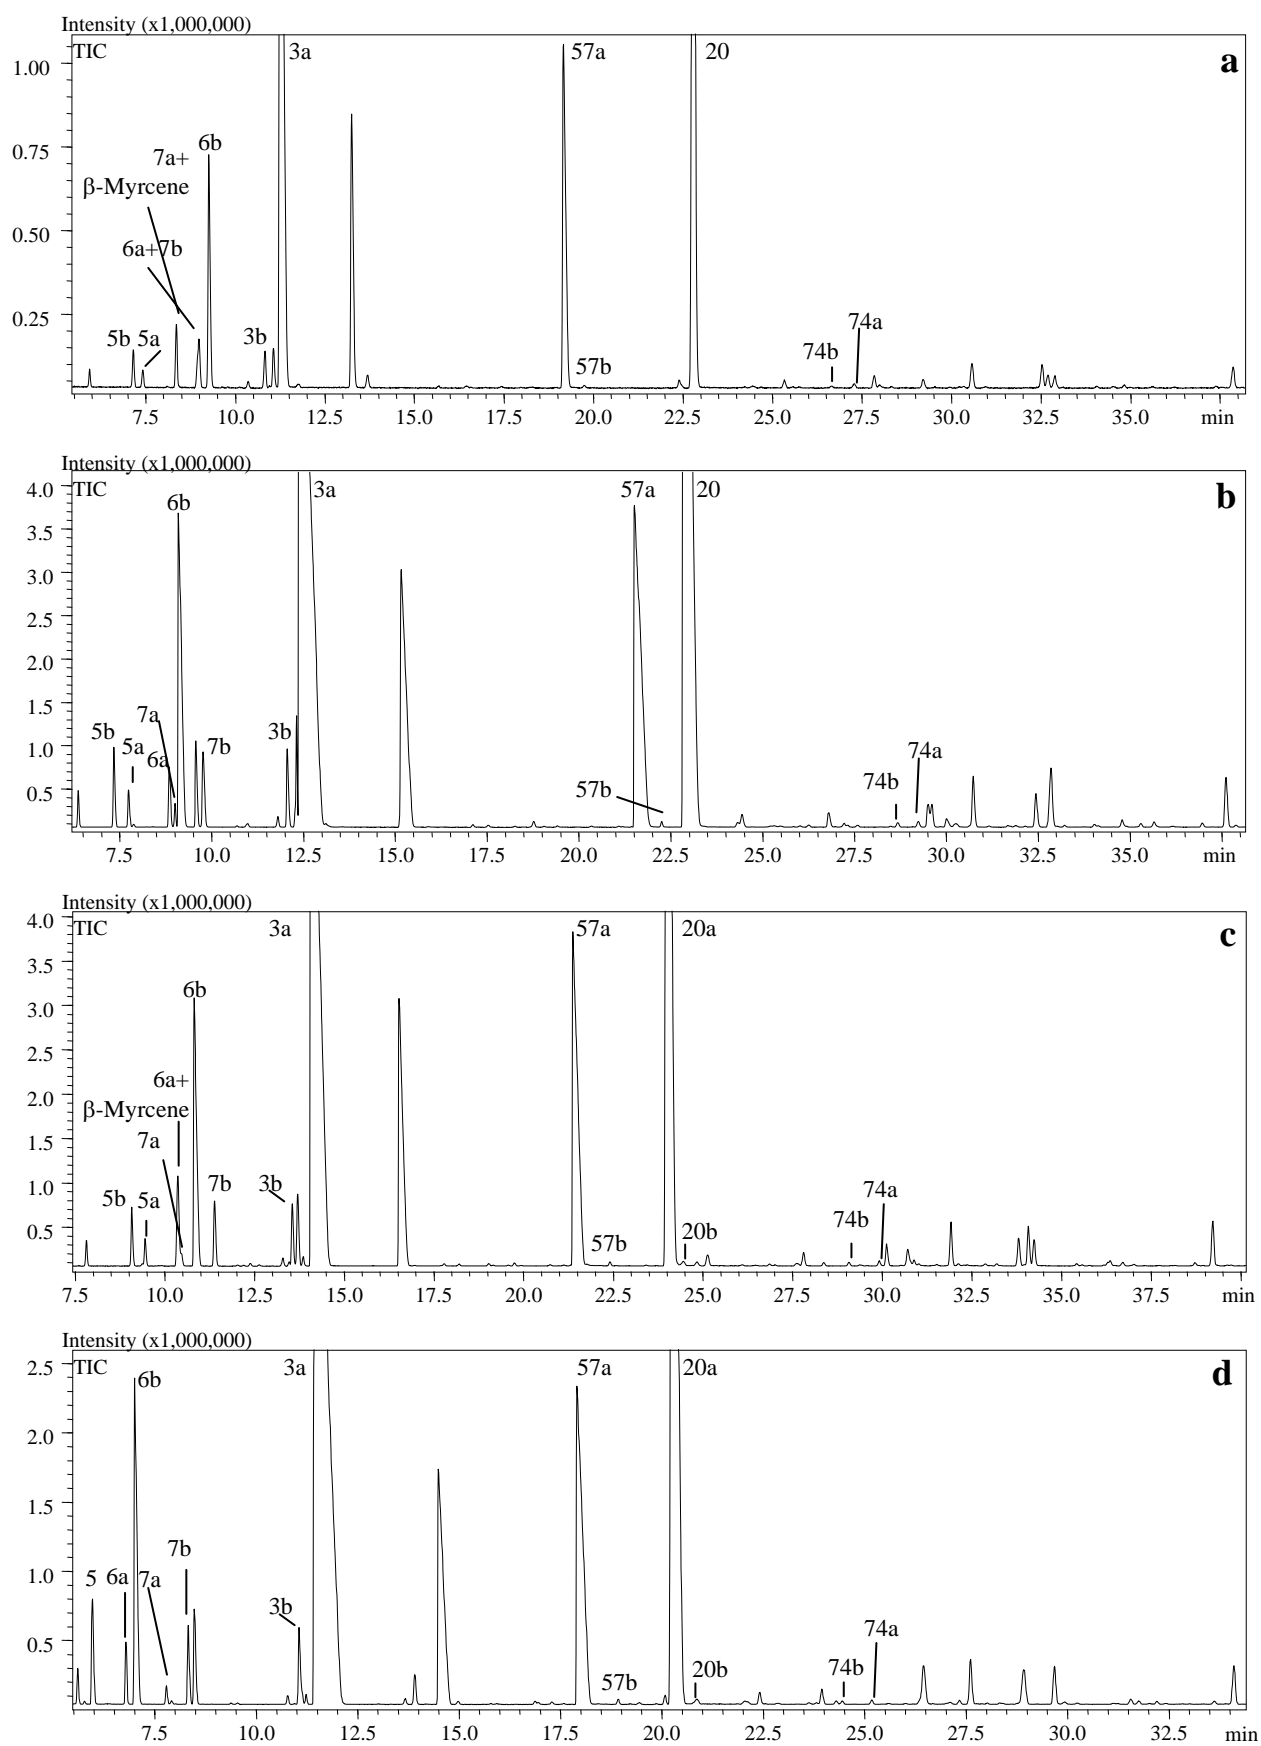 Intensity (x1,000,000)
TIC 3a 57a 20 a
1.00
6b
0.75 7a+
β-Myrcene
0.50
6a+7b
0.25
5b 5a 3b 57b 74b 74a
7.5 10.0 12.5 15.0 17.5 20.0 22.5 25.0 27.5 30.0 32.5 35.0 min
Intensity (x1,000,000)
4.0 TIC 6b 3a 57a 20 b
3.5
3.0
2.5
2.0
1.5
1.0
0.5
5b 5a 7a 6a 7b 3b 57b 74b 74a
7.5 10.0 12.5 15.0 17.5 20.0 22.5 25.0 27.5 30.0 32.5 35.0 min
Intensity (x1,000,000)
4.0 TIC 3a 57a 20a c
3.5
6b
3.0
2.5
6a+
2.0 β-Myrcene
1.5 7a
1.0
0.5
5b 5a 7b 3b 57b 20b 74b 74a
7.5 10.0 12.5 15.0 17.5 20.0 22.5 25.0 27.5 30.0 32.5 35.0 37.5 min
Intensity (x1,000,000)
2.5 TIC 6b 3a 57a 20a d
2.0
1.5
7b
1.0 5 6a 7a
3b
0.5
57b 20b 74b 74a
7.5 10.0 12.5 15.0 17.5 20.0 22.5 25.0 27.5 30.0 32.5 min